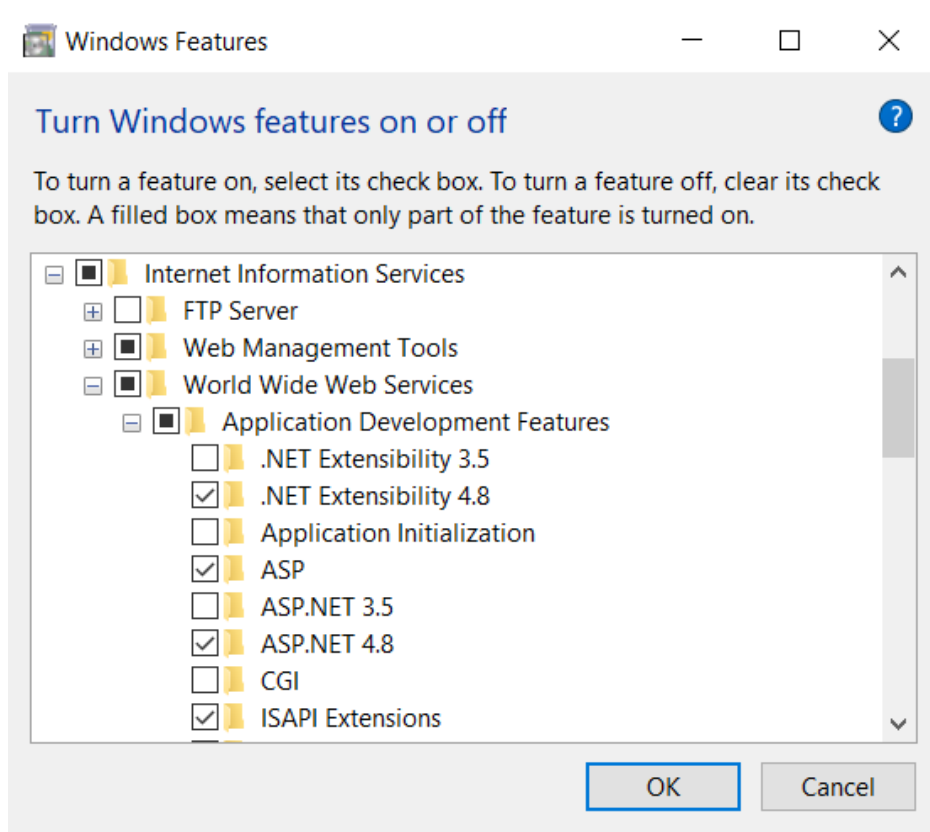 Windows Features
Turn Windows features on or off
?
To turn a feature on, select its check box. To turn a feature off, clear its check
box. A filled box means that only part of the feature is turned on.
Internet Information Services
FTP Server
Web Management Tools
World Wide Web Services
Application Development Features
.NET Extensibility 3.5
.NET Extensibility 4.8
Application Initialization
ASP
ASP.NET 3.5
ASP.NET 4.8
CGI
ISAPI Extensions
OK
Cancel